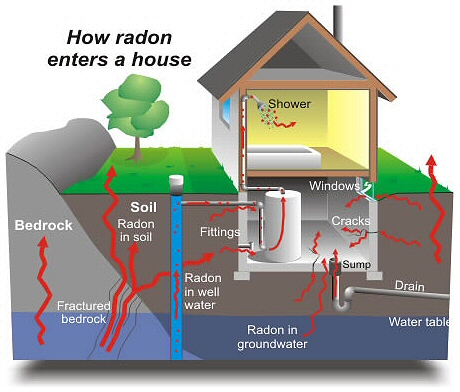 How radon
enters a house
Shower
Windows
Bedrock
Soil
Radon
in soil
Fittings
Cracks
Sump
Fractured
bedrock
Radon
in well
water
Drain
Radon in
groundwater
Water table